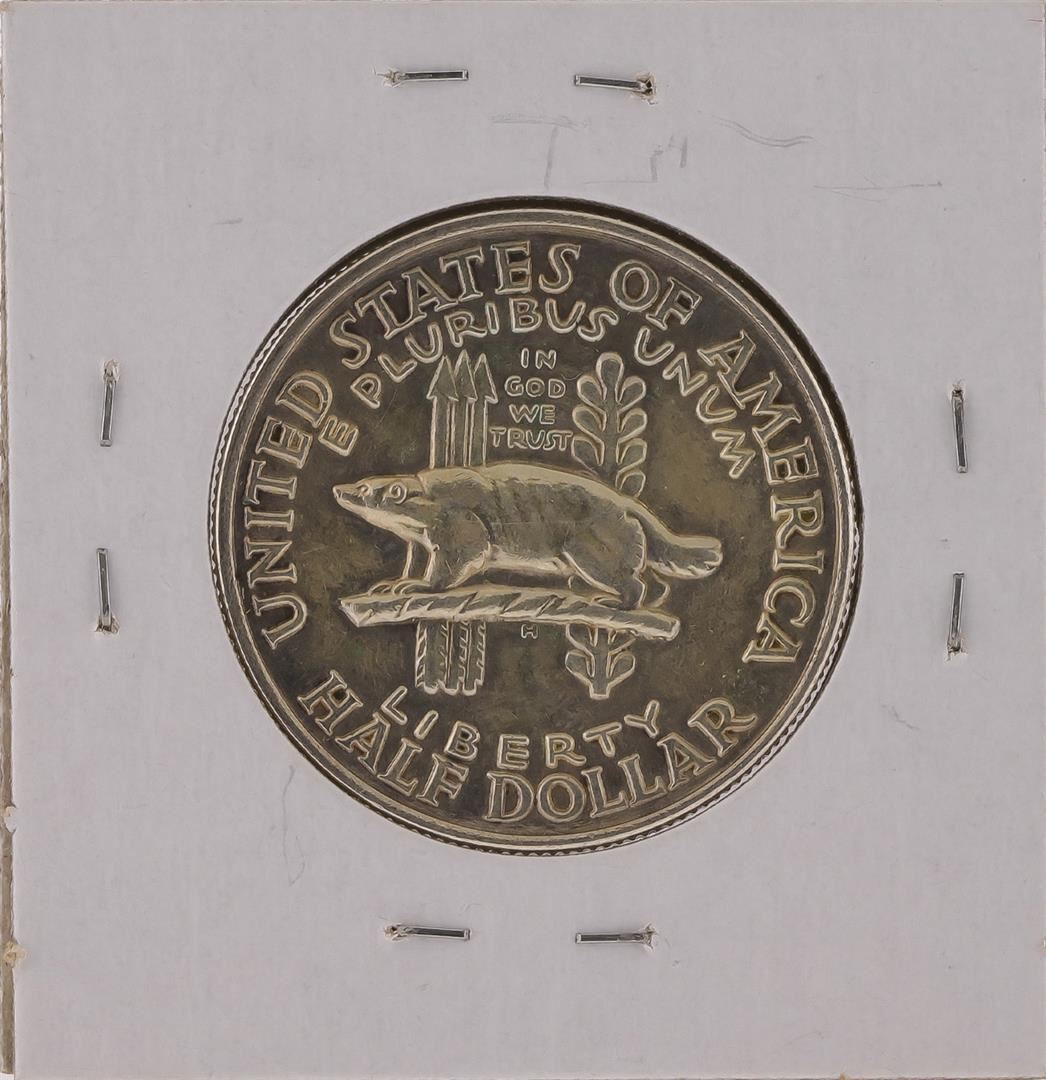 UNITED STATES OF AMERICA
E PLURIBUS UNUM
IN
GOD
WE
TRUST
H
LIBERTY
HALF DOLLAR